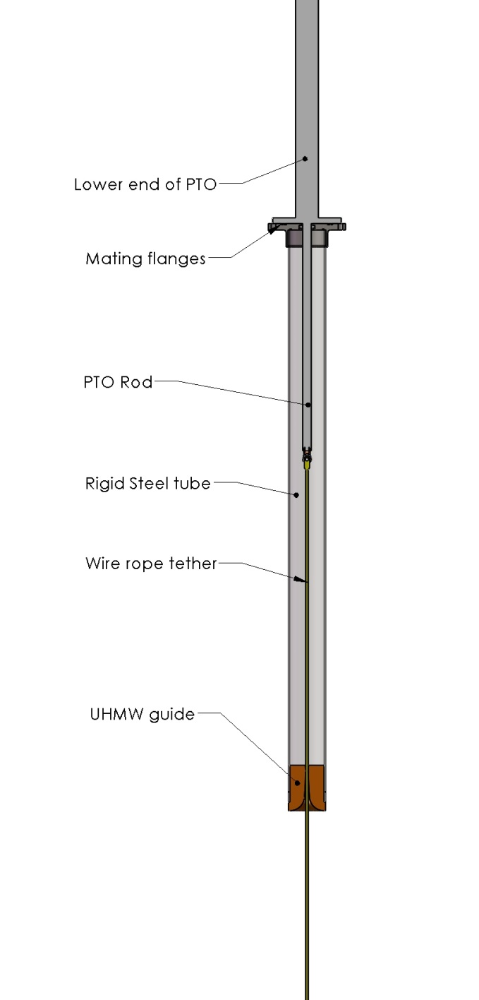 Lower end of PTO
Mating flanges
PTO Rod
Rigid Steel tube
Wire rope tether
UHMW guide